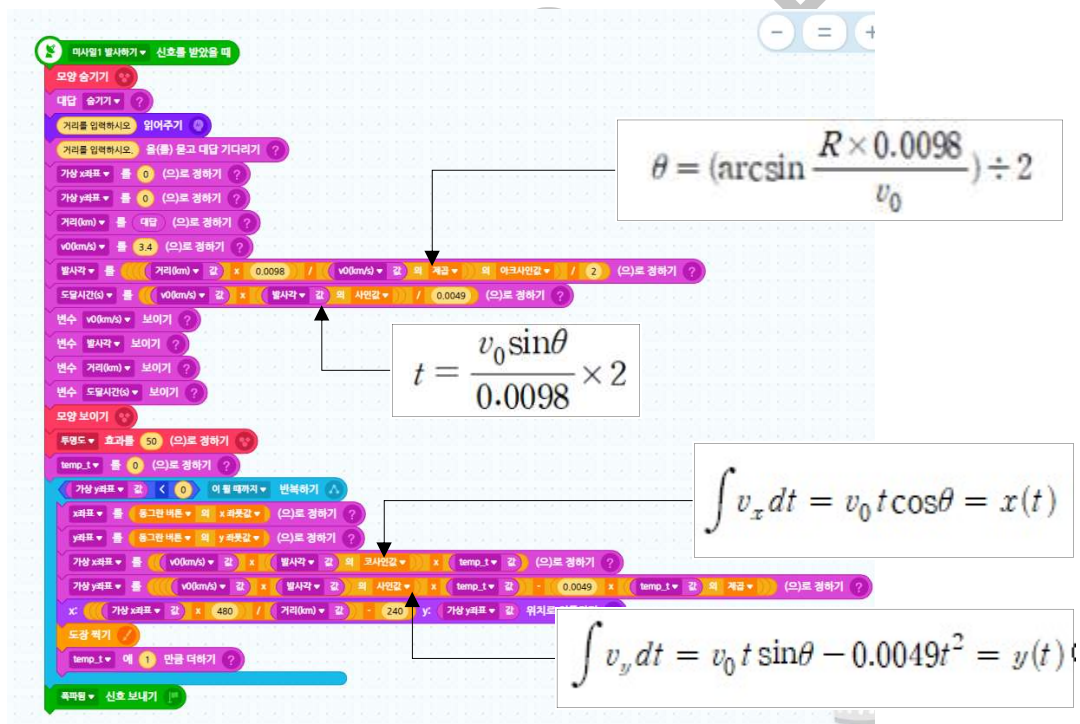 미사일1 발사하기 ▼ 신호를 받았을 때
모양 숨기기
대답 숨기기 ▼ ?
거리를 입력하시오 읽어주기
거리를 입력하시오. 을(를) 묻고 대답 기다리기 ?
가상 x좌표 ▼ 를 0 (으)로 정하기 ?
가상 y좌표 ▼ 를 0 (으)로 정하기 ?
거리(km) ▼ 를 대답 (으)로 정하기 ?
v0(km/s) ▼ 를 3.4 (으)로 정하기 ?
발사각 ▼ 를 거리(km) ▼ 값 x 0.0098 / v0(km/s) ▼ 값 의 제곱 ▼ 의 아크사인값 ▼ / 2 (으)로 정하기 ?
도달시간(s) ▼ 를 v0(km/s) ▼ 값 x 발사각 ▼ 값 의 사인값 ▼ / 0.0049 (으)로 정하기 ?
변수 v0(km/s) ▼ 보이기 ?
변수 발사각 ▼ 보이기 ?
변수 거리(km) ▼ 보이기 ?
변수 도달시간(s) ▼ 보이기 ?
모양 보이기
투명도 ▼ 효과를 50 (으)로 정하기
temp_t ▼ 를 0 (으)로 정하기 ?
가상 y좌표 ▼ 값 < 0 이 될 때까지 ▼ 반복하기
x좌표 ▼ 를 동그란 버튼 ▼ 의 x 좌푯값 ▼ (으)로 정하기 ?
y좌표 ▼ 를 동그란 버튼 ▼ 의 y 좌푯값 ▼ (으)로 정하기 ?
가상 x좌표 ▼ 를 v0(km/s) ▼ 값 x 발사각 ▼ 값 의 코사인값 ▼ x temp_t ▼ 값 (으)로 정하기 ?
가상 y좌표 ▼ 를 v0(km/s) ▼ 값 x 발사각 ▼ 값 의 사인값 ▼ x temp_t ▼ 값 - 0.0049 x temp_t ▼ 값 의 제곱 ▼ (으)로 정하기 ?
x: 가상 x좌표 ▼ 값 x 480 / 거리(km) ▼ 값 - 240 y: 가상 y좌표 ▼ 값 위치로
도장 찍기
temp_t ▼ 에 1 만큼 더하기 ?
폭파됨 ▼ 신호 보내기
θ = (arcsin R × 0.0098 / v₀) ÷ 2
t = v₀sinθ / 0.0098 × 2
∫ vₓdt = v₀tcosθ = x(t)
∫ v_y dt = v₀t sinθ − 0.0049t² = y(t)